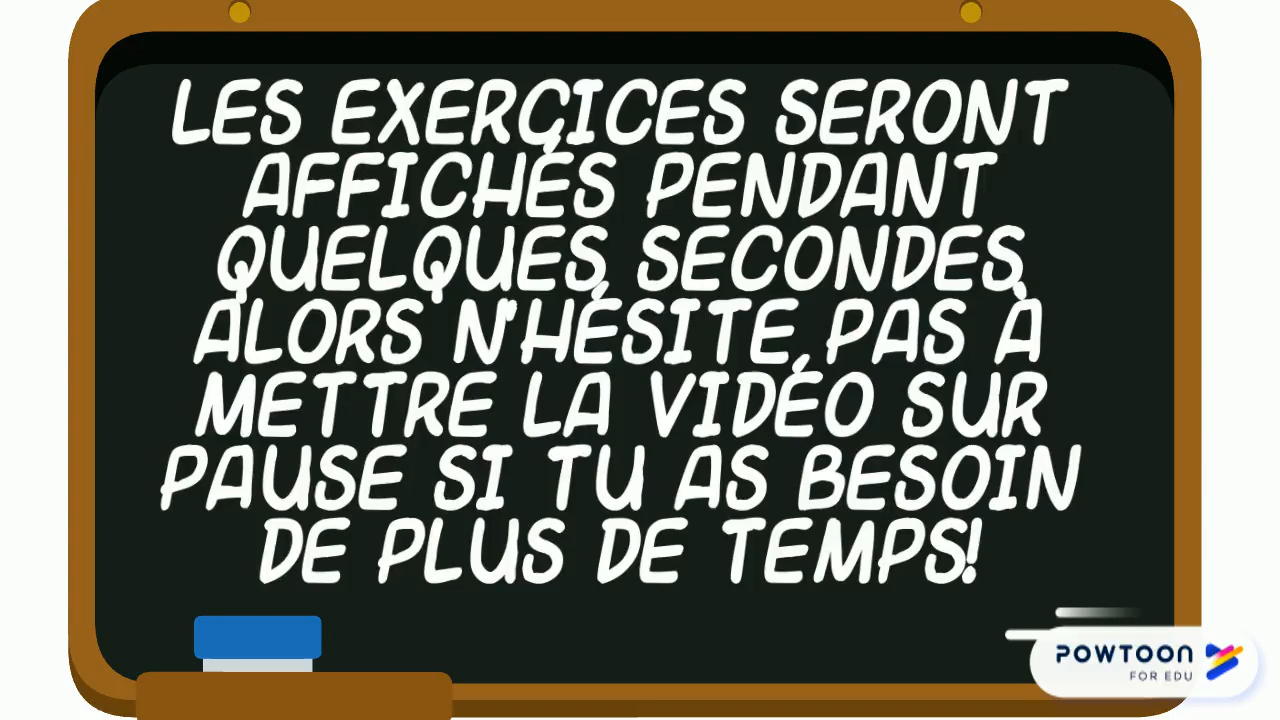 LES EXERCICES SERONT
AFFICHÉS PENDANT
QUELQUES SECONDES,
ALORS N'HÉSITE PAS À
METTRE LA VIDÉO SUR
PAUSE SI TU AS BESOIN
DE PLUS DE TEMPS!
POWTOON
FOR EDU